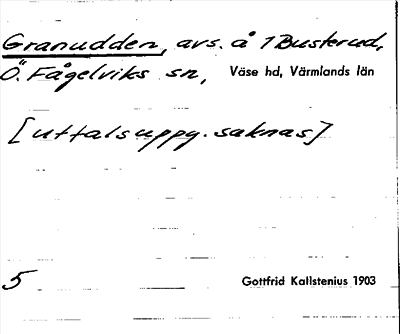 Granudden, avs. å 1 Busterud,
Ö. Fågelviks sn, Väse hd, Värmlands län
[uttalsuppg. saknas]
5 Gottfrid Kallstenius 1903